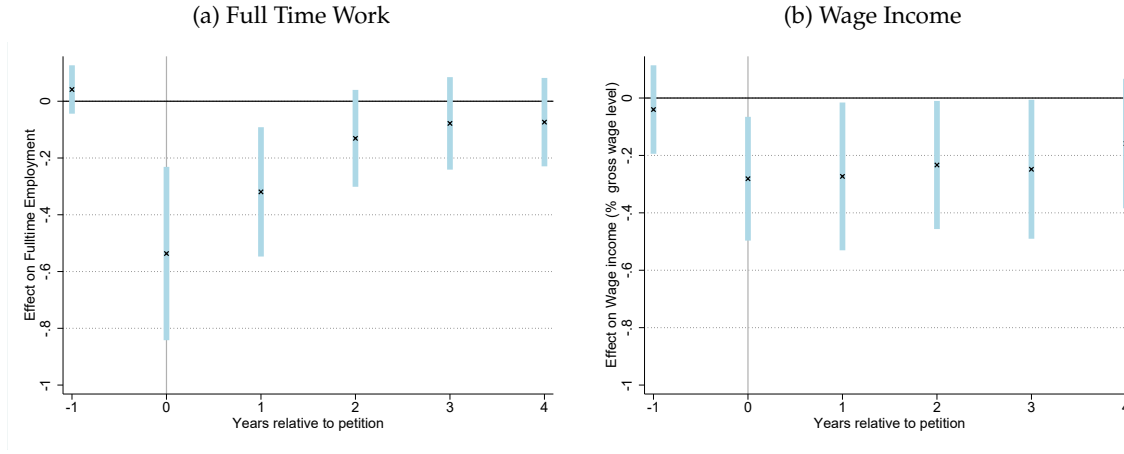 (a) Full Time Work
Effect on Fulltime Employment
0
-.2
-.4
-.6
-.8
-1
-1 0 1 2 3 4
Years relative to petition
(b) Wage Income
Effect on Wage income (% gross wage level)
0
-.2
-.4
-.6
-.8
-1
-1 0 1 2 3 4
Years relative to petition